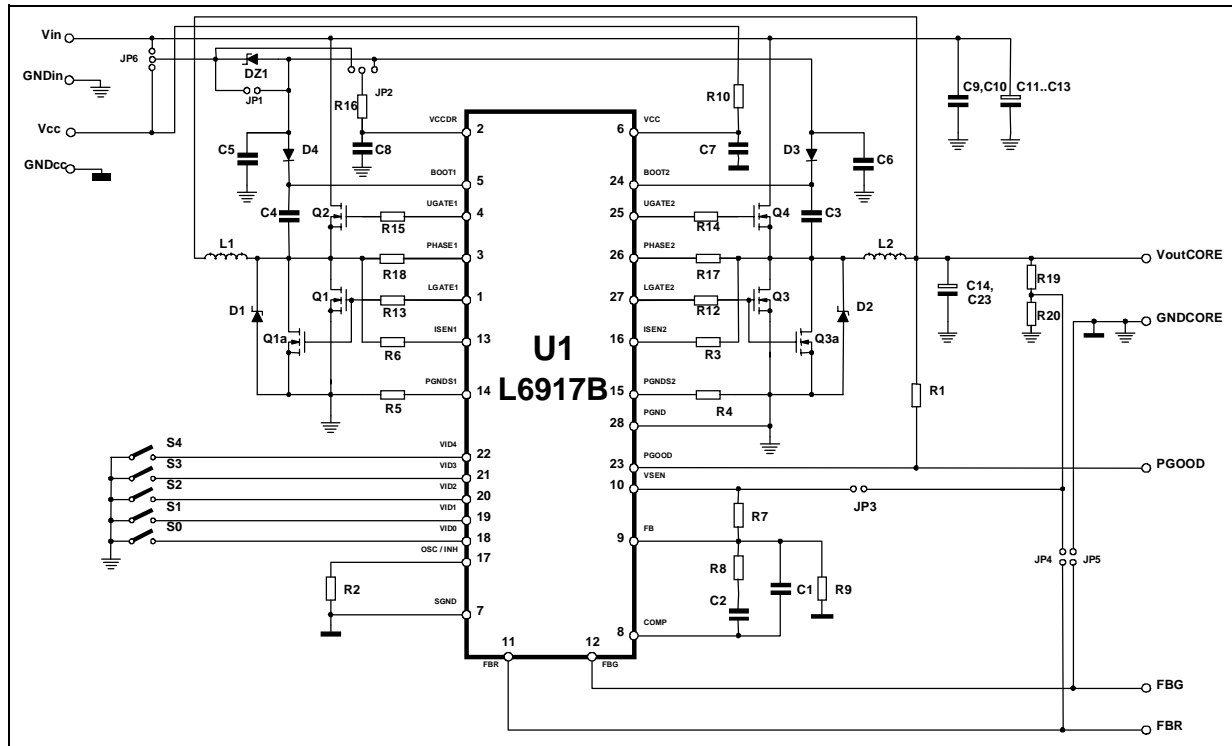 Vin
GNDin
Vcc
GNDcc
JP6
DZ1
JP1
JP2
R16
C5
D4
C8
VCCDR
2
BOOT1
5
C4
Q2
UGATE1
4
R15
L1
PHASE1
3
R18
Q1
LGATE1
1
R13
D1
Q1a
ISEN1
13
R6
PGNDS1
14
R5
S4
VID4
22
S3
VID3
21
S2
VID2
20
S1
VID1
19
S0
VID0
18
OSC / INH
17
R2
SGND
7
U1
L6917B
R10
C9,C10
C11..C13
6
VCC
C7
D3
C6
24
BOOT2
25
UGATE2
R14
Q4
C3
26
PHASE2
R17
L2
VoutCORE
27
LGATE2
R12
Q3
D2
C14,
C23
R19
R20
GNDCORE
16
ISEN2
R3
Q3a
15
PGNDS2
R4
R1
28
PGND
23
PGOOD
PGOOD
10
VSEN
JP3
R7
9
FB
JP4
JP5
R8
C2
C1
R9
8
COMP
11
FBR
12
FBG
FBG
FBR